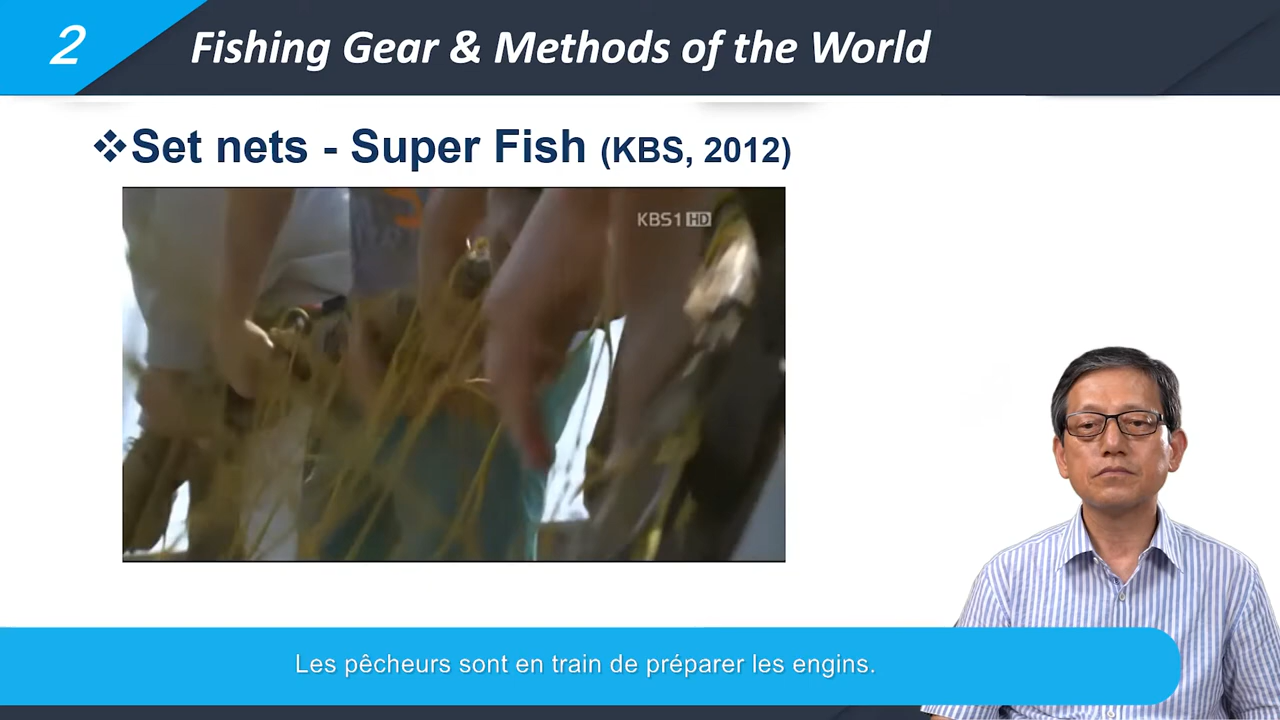 2
Fishing Gear & Methods of the World
❖Set nets - Super Fish (KBS, 2012)
KBS1 HD
Les pêcheurs sont en train de préparer les engins.